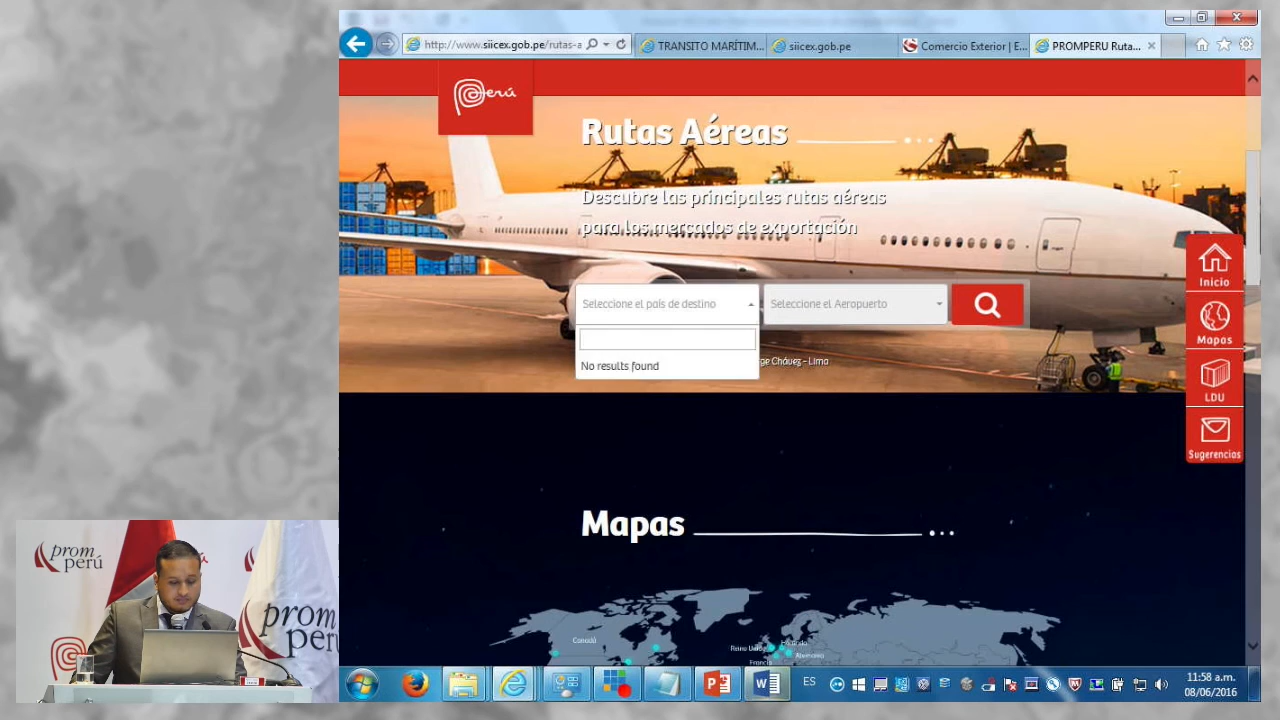 http://www.siicex.gob.pe/rutas-a
TRANSITO MARÍTIM...
siicex.gob.pe
Comercio Exterior | E...
PROMPERU Ruta...
Perú
Rutas Aéreas
Descubre las principales rutas aéreas
para los mercados de exportación
Seleccione el país de destino
Seleccione el Aeropuerto
No results found
ge Chávez - Lima
Inicio
Mapas
LDU
Sugerencias
Mapas
Canadá
Reino Unido
Holanda
Alemania
Francia
prom
perú
prom
perú
ES
11:58 a.m.
08/06/2016